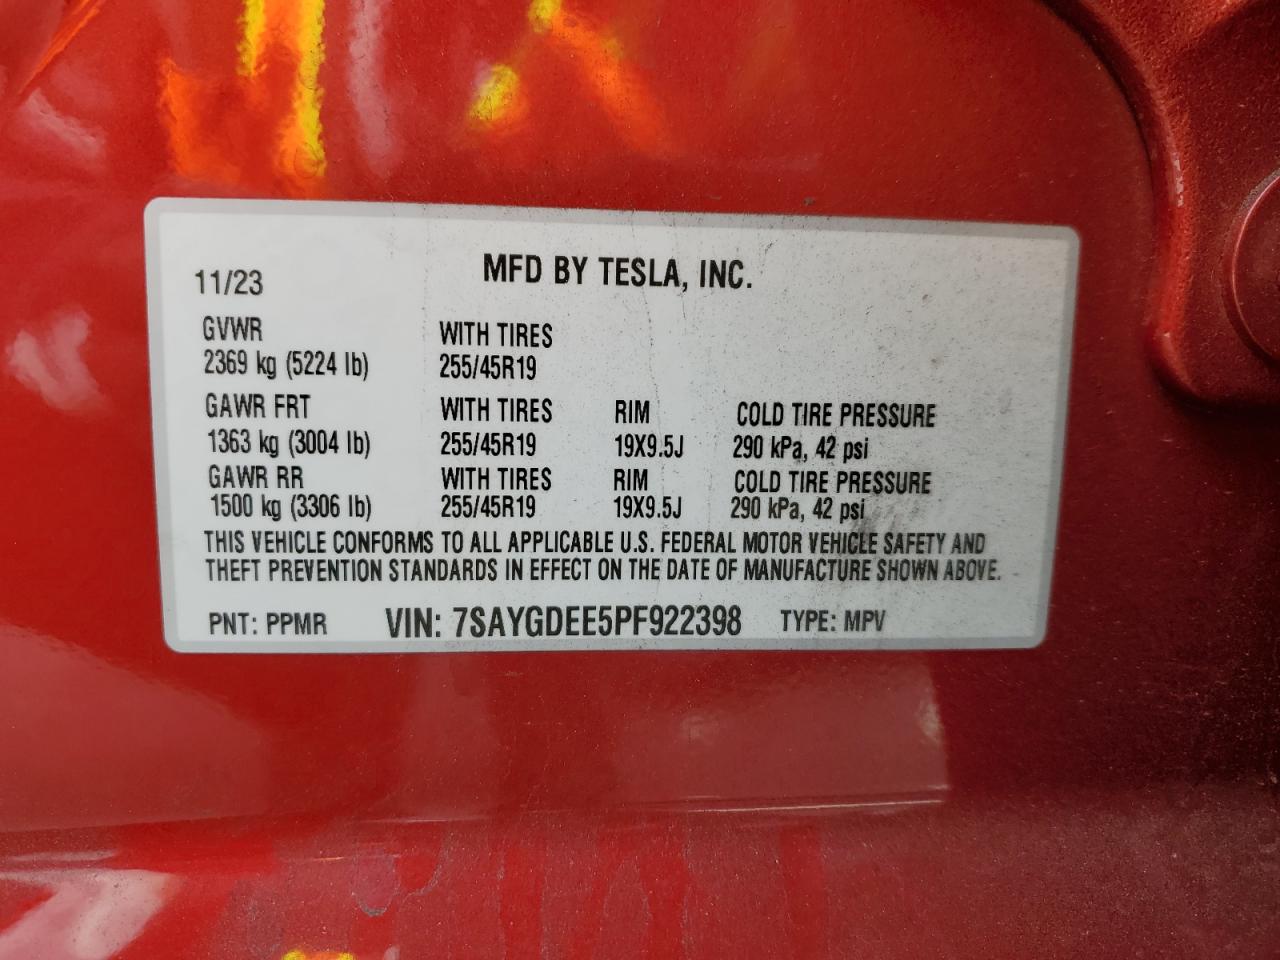 MFD BY TESLA, INC.
11/23
GVWR WITH TIRES
2369 kg (5224 lb) 255/45R19
GAWR FRT WITH TIRES RIM COLD TIRE PRESSURE
1363 kg (3004 lb) 255/45R19 19X9.5J 290 kPa, 42 psi
GAWR RR WITH TIRES RIM COLD TIRE PRESSURE
1500 kg (3306 lb) 255/45R19 19X9.5J 290 kPa, 42 psi
THIS VEHICLE CONFORMS TO ALL APPLICABLE U.S. FEDERAL MOTOR VEHICLE SAFETY AND
THEFT PREVENTION STANDARDS IN EFFECT ON THE DATE OF MANUFACTURE SHOWN ABOVE.
PNT: PPMR VIN: 7SAYGDEE5PF922398 TYPE: MPV